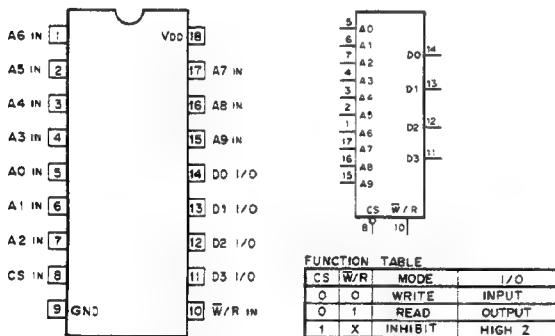 A6 IN 1
A5 IN 2
A4 IN 3
A3 IN 4
A0 IN 5
A1 IN 6
A2 IN 7
CS IN 8
9 GND
VDD 18
17 A7 IN
16 A8 IN
15 A9 IN
14 D0 I/O
13 D1 I/O
12 D2 I/O
11 D3 I/O
10 W̅/R IN
5 A0
6 A1
7 A2
4 A3
3 A4
2 A5
1 A6
17 A7
16 A8
15 A9
D0 14
D1 13
D2 12
D3 11
CS W̅/R
8 10
FUNCTION TABLE
CS W̅/R MODE I/O
0 0 WRITE INPUT
0 1 READ OUTPUT
1 X INHIBIT HIGH Z